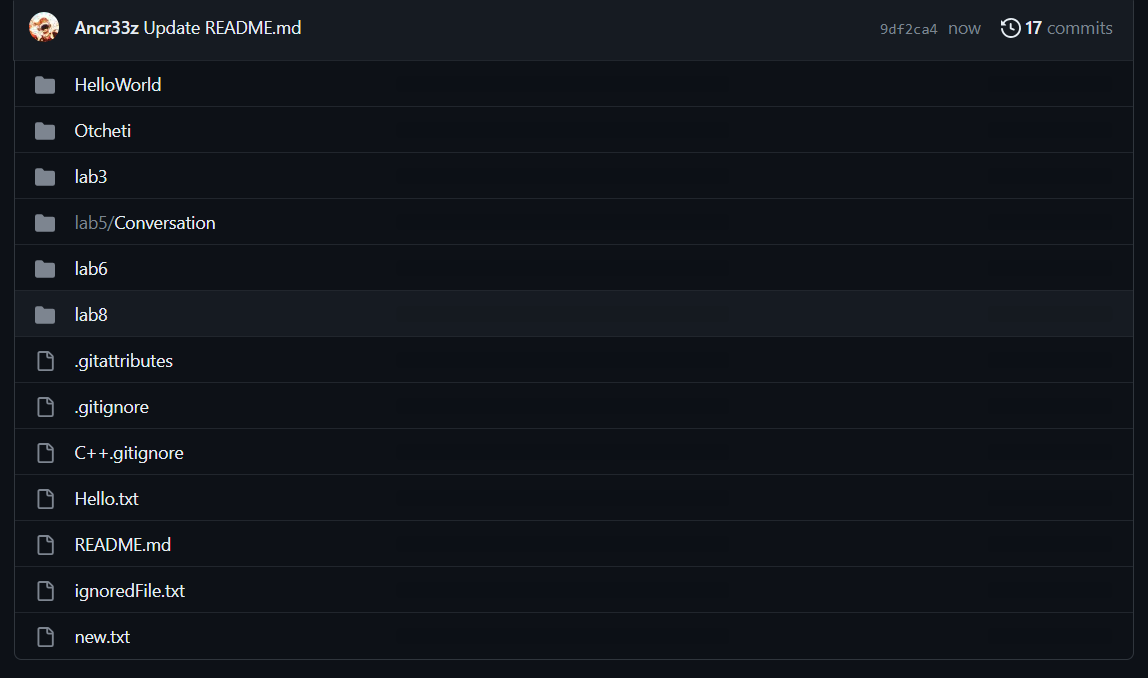 Ancr33z Update README.md 9df2ca4 now 17 commits
HelloWorld
Otcheti
lab3
lab5/Conversation
lab6
lab8
.gitattributes
.gitignore
C++.gitignore
Hello.txt
README.md
ignoredFile.txt
new.txt